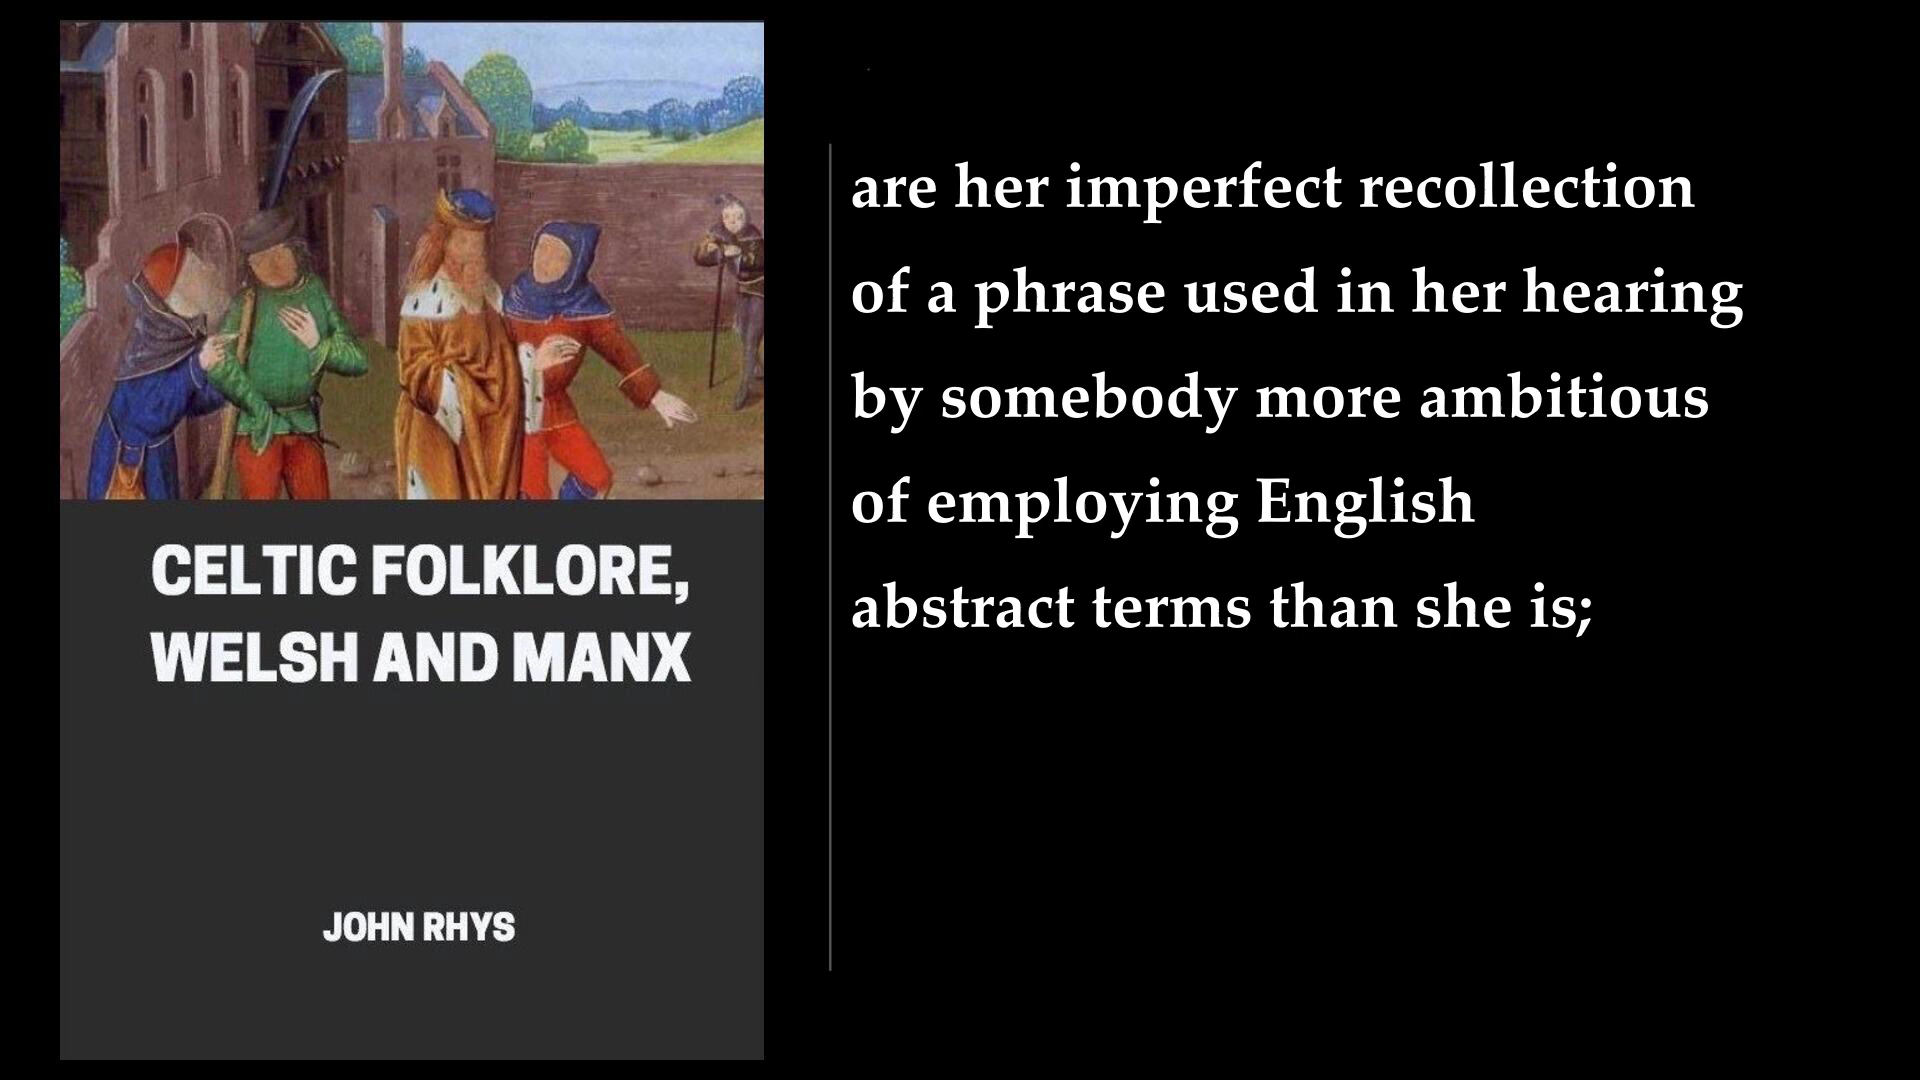 CELTIC FOLKLORE,
WELSH AND MANX
JOHN RHYS
are her imperfect recollection
of a phrase used in her hearing
by somebody more ambitious
of employing English
abstract terms than she is;